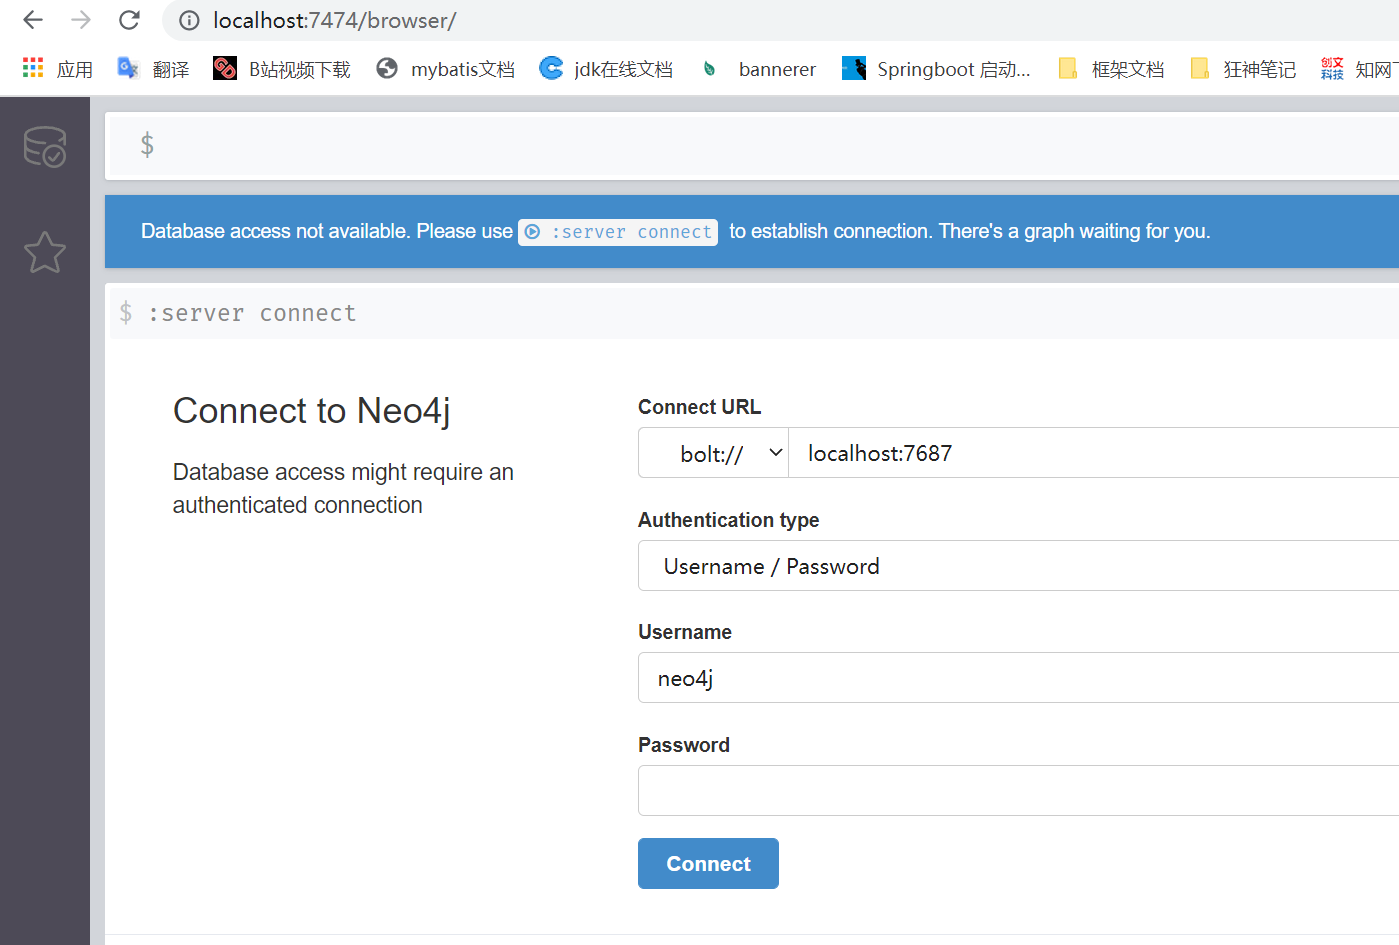 localhost:7474/browser/
应用 翻译 B站视频下载 mybatis文档 jdk在线文档 bannerer Springboot 启动... 框架文档 狂神笔记 创文科技 知网
$
Database access not available. Please use :server connect to establish connection. There's a graph waiting for you.
$ :server connect
Connect to Neo4j
Database access might require an
authenticated connection
Connect URL
bolt:// localhost:7687
Authentication type
Username / Password
Username
neo4j
Password
Connect